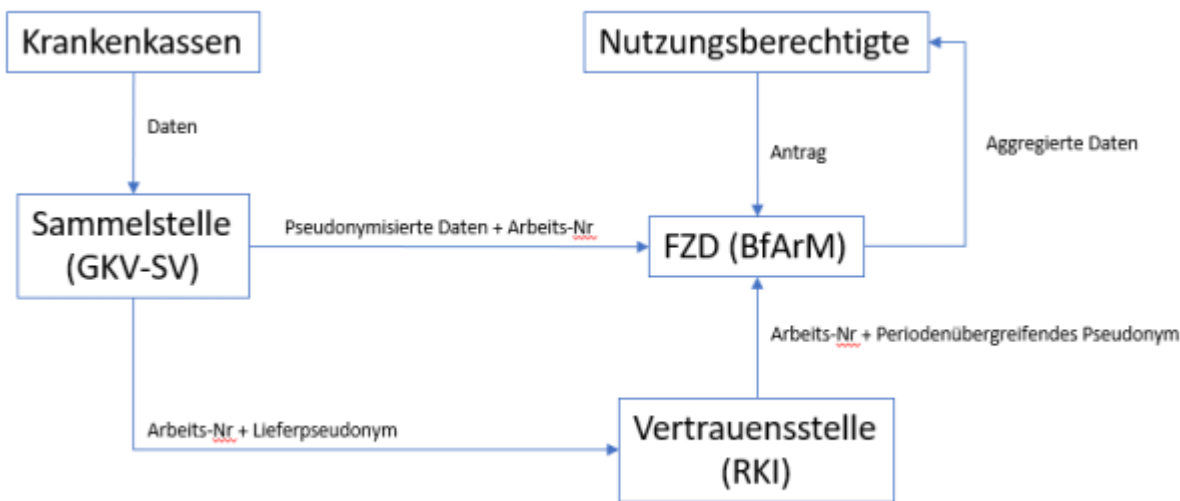 Krankenkassen
Nutzungsberechtigte
Daten
Antrag
Aggregierte Daten
Sammelstelle
(GKV-SV)
Pseudonymisierte Daten + Arbeits-Nr
FZD (BfArM)
Arbeits-Nr + Periodenübergreifendes Pseudonym
Arbeits-Nr + Lieferpseudonym
Vertrauensstelle
(RKI)